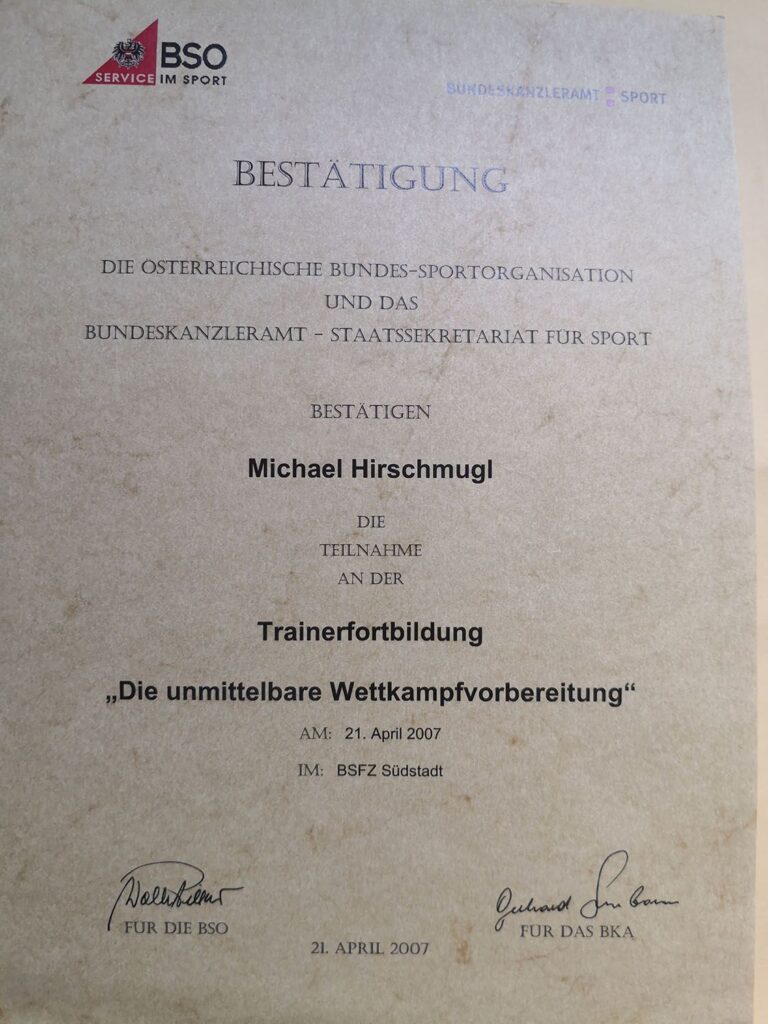 BSO
SERVICE IM SPORT
BUNDESKANZLERAMT SPORT
BESTÄTIGUNG
DIE ÖSTERREICHISCHE BUNDES-SPORTORGANISATION
UND DAS
BUNDESKANZLERAMT – STAATSSEKRETARIAT FÜR SPORT
BESTÄTIGEN
Michael Hirschmugl
DIE
TEILNAHME
AN DER
Trainerfortbildung
„Die unmittelbare Wettkampfvorbereitung“
AM: 21. April 2007
IM: BSFZ Südstadt
Gerhard
FÜR DIE BSO
FÜR DAS BKA
21. APRIL 2007